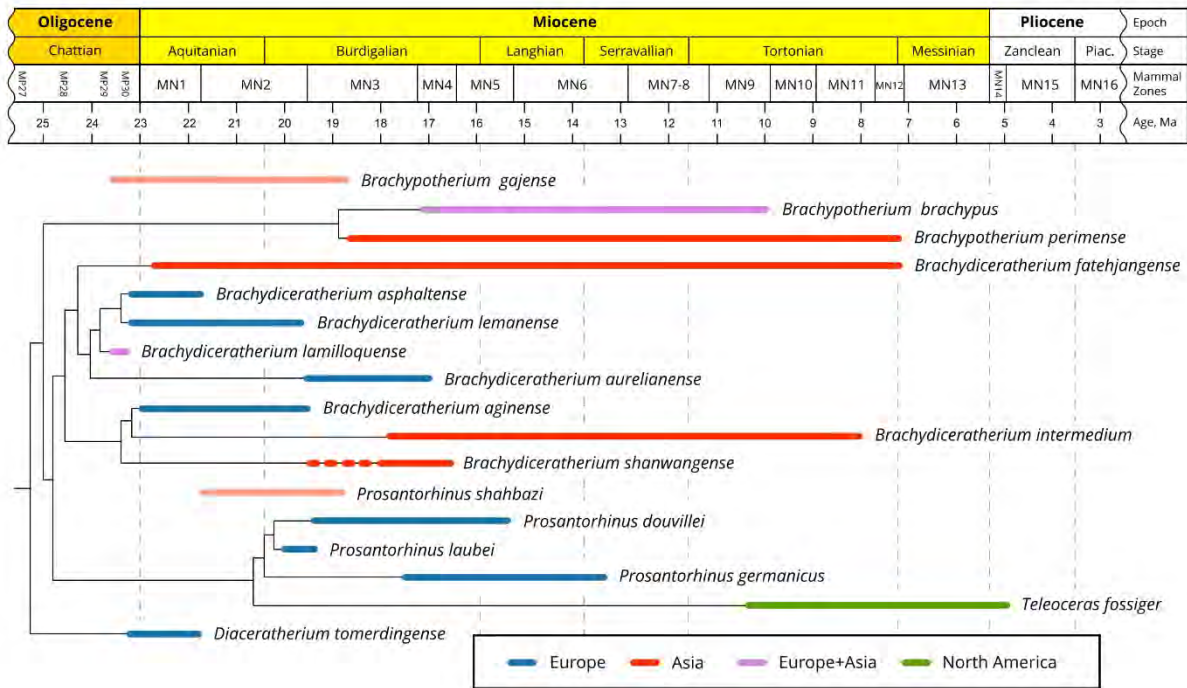 Oligocene Miocene Pliocene Epoch
Chattian Aquitanian Burdigalian Langhian Serravallian Tortonian Messinian Zanclean Piac. Stage
MP27 MP28 MP29 MP30 MN1 MN2 MN3 MN4 MN5 MN6 MN7-8 MN9 MN10 MN11 MN12 MN13 MN14 MN15 MN16 Mammal
Zones
25 24 23 22 21 20 19 18 17 16 15 14 13 12 11 10 9 8 7 6 5 4 3 Age, Ma
Brachypotherium gajense
Brachypotherium brachypus
Brachypotherium perimense
Brachydiceratherium fatehjangense
Brachydiceratherium asphaltense
Brachydiceratherium lemanense
Brachydiceratherium lamilloquense
Brachydiceratherium aurelianense
Brachydiceratherium aginense
Brachydiceratherium intermedium
Brachydiceratherium shanwangense
Prosantorhinus shahbazi
Prosantorhinus douvillei
Prosantorhinus laubei
Prosantorhinus germanicus
Teleoceras fossiger
Diaceratherium tomerdingense
Europe Asia Europe+Asia North America